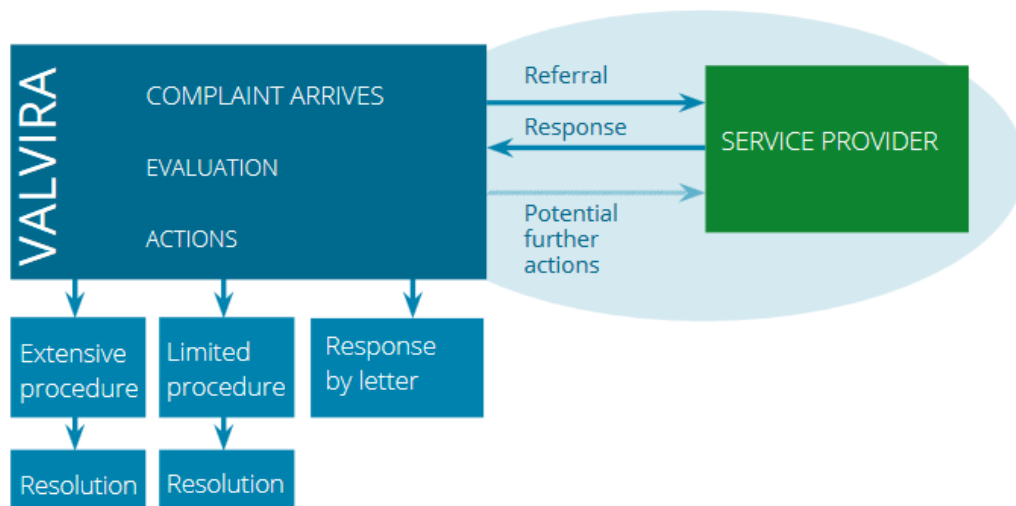 VALVIRA
COMPLAINT ARRIVES
EVALUATION
ACTIONS
Referral
Response
Potential
further
actions
SERVICE PROVIDER
Extensive
procedure
Limited
procedure
Response
by letter
Resolution
Resolution